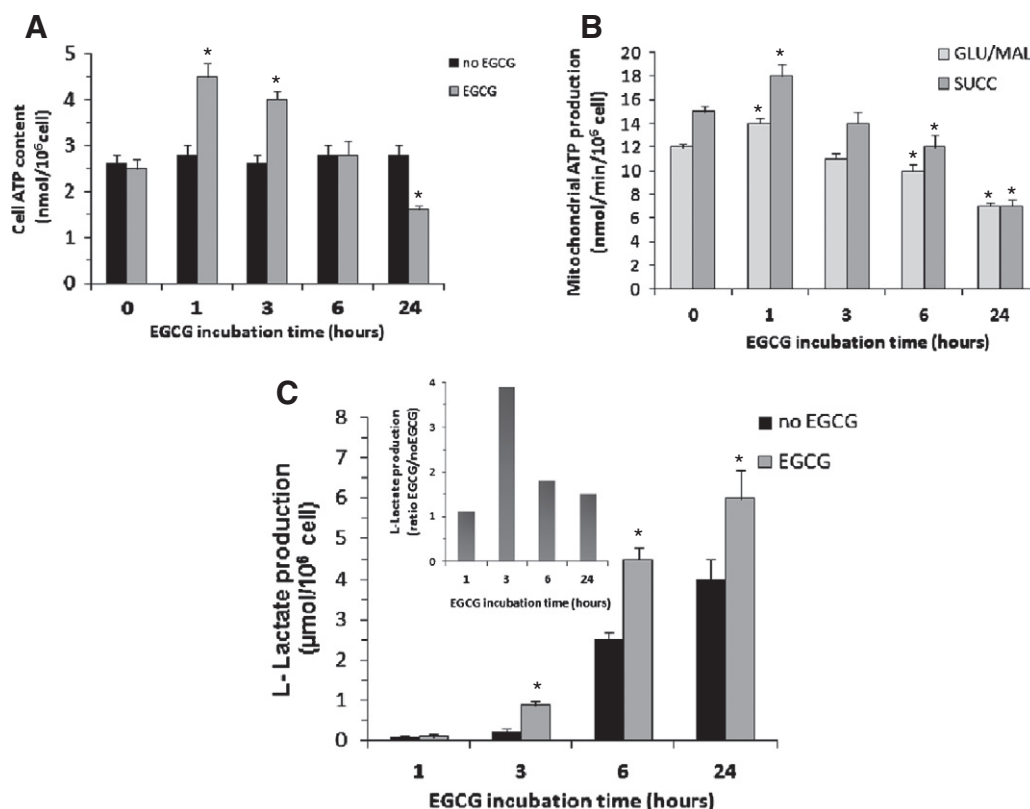 A
5
4
3
2
1
0
Cell ATP content
(nmol/10⁶cell)
*
*
*
no EGCG
EGCG
0 1 3 6 24
EGCG incubation time (hours)
B
20
18
16
14
12
10
8
6
4
2
0
Mitochondrial ATP production
(nmol/min/10⁶ cell)
*
*
*
*
*
*
GLU/MAL
SUCC
0 1 3 6 24
EGCG incubation time (hours)
C
8
7
6
5
4
3
2
1
0
L- Lactate production
(µmol/10⁶ cell)
4
3
2
1
0
L-Lactate production
(ratio EGCG/noEGCG)
1 3 6 24
EGCG incubation time (hours)
no EGCG
EGCG
*
*
*
1 3 6 24
EGCG incubation time (hours)